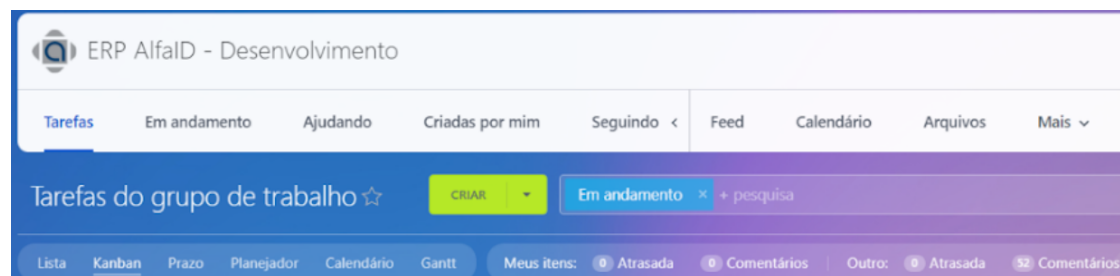 ERP AlfaID - Desenvolvimento
Tarefas Em andamento Ajudando Criadas por mim Seguindo < Feed Calendário Arquivos Mais
Tarefas do grupo de trabalho CRIAR Em andamento × + pesquisa
Lista Kanban Prazo Planejador Calendário Gantt Meus itens: 0 Atrasada 0 Comentários Outro: 0 Atrasada 52 Comentários